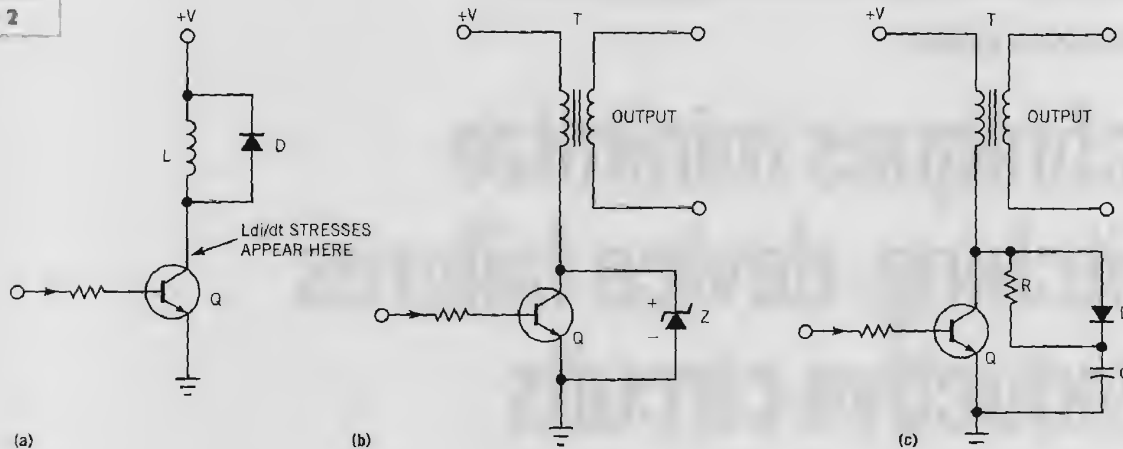 2
+V
L
D
Ldi/dt STRESSES
APPEAR HERE
Q
(a)
+V
T
OUTPUT
+
−
Z
Q
(b)
+V
T
OUTPUT
R
Q
(c)